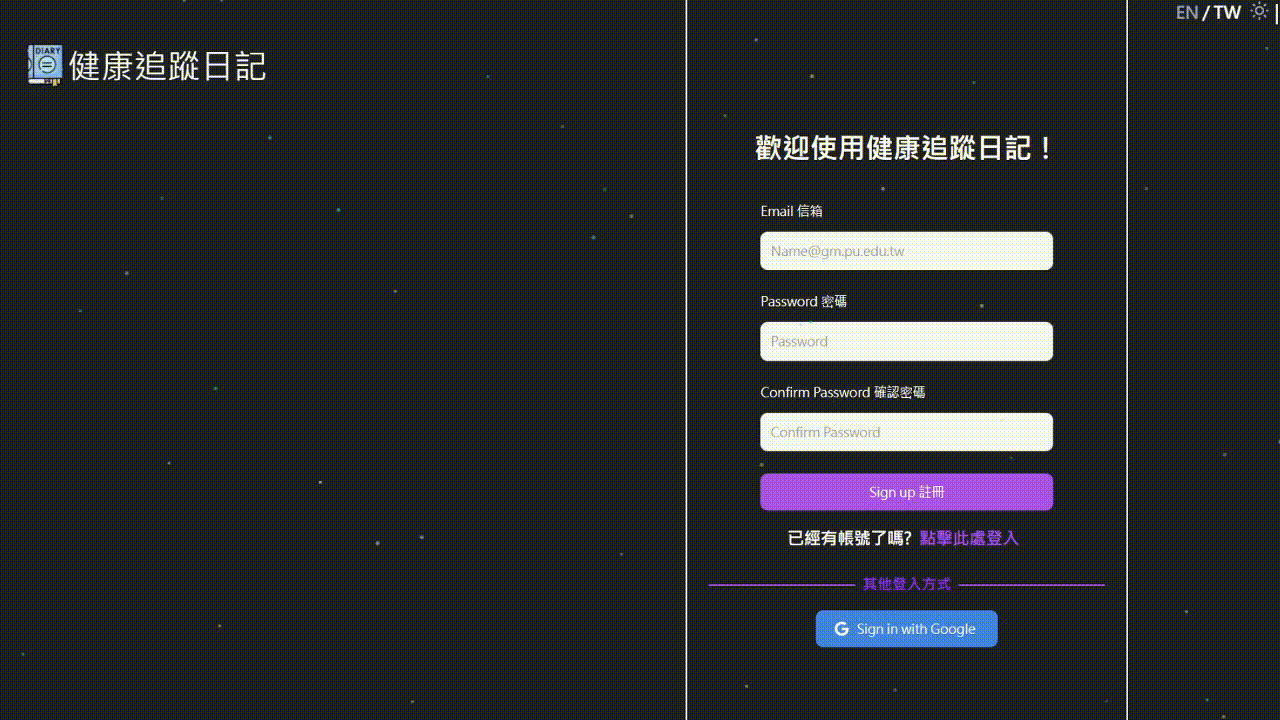 EN / TW
DIARY
健康追蹤日記
歡迎使用健康追蹤日記！
Email 信箱
Name@gm.pu.edu.tw
Password 密碼
Password
Confirm Password 確認密碼
Confirm Password
Sign up 註冊
已經有帳號了嗎? 點擊此處登入
其他登入方式
G Sign in with Google